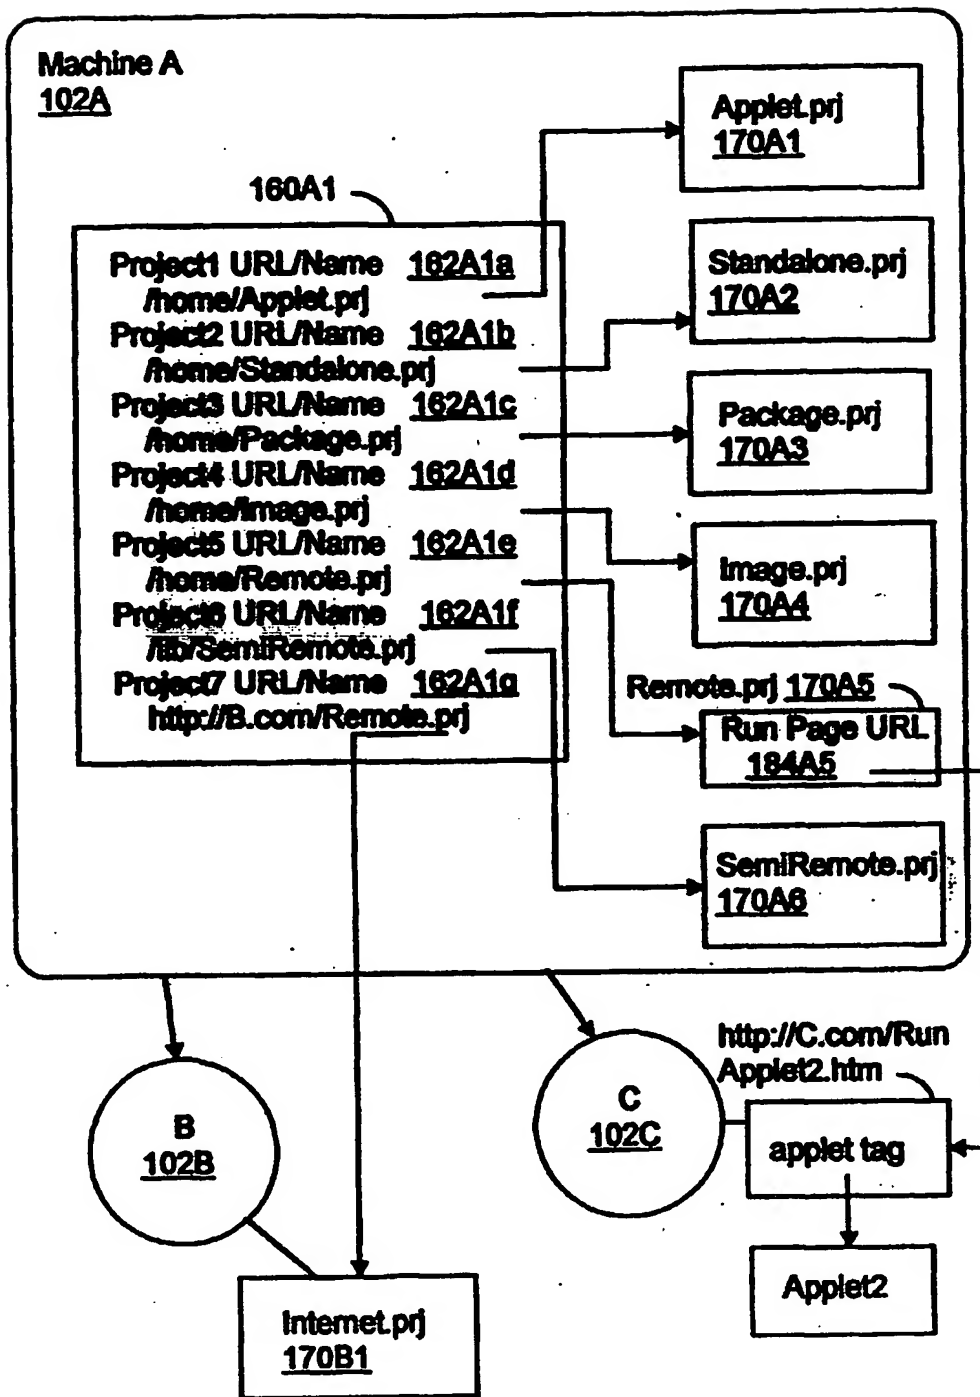 Machine A
102A
160A1
Project1 URL/Name 162A1a
/home/Applet.prj
Project2 URL/Name 162A1b
/home/Standalone.prj
Project3 URL/Name 162A1c
/home/Package.prj
Project4 URL/Name 162A1d
/home/Image.prj
Project5 URL/Name 162A1e
/home/Remote.prj
Project6 URL/Name 162A1f
/lib/SemiRemote.prj
Project7 URL/Name 162A1g
http://B.com/Remote.prj
Applet.prj
170A1
Standalone.prj
170A2
Package.prj
170A3
Image.prj
170A4
Remote.prj 170A5
Run Page URL
184A5
SemiRemote.prj
170A6
B
102B
C
102C
http://C.com/Run
Applet2.htm
applet tag
Applet2
Internet.prj
170B1